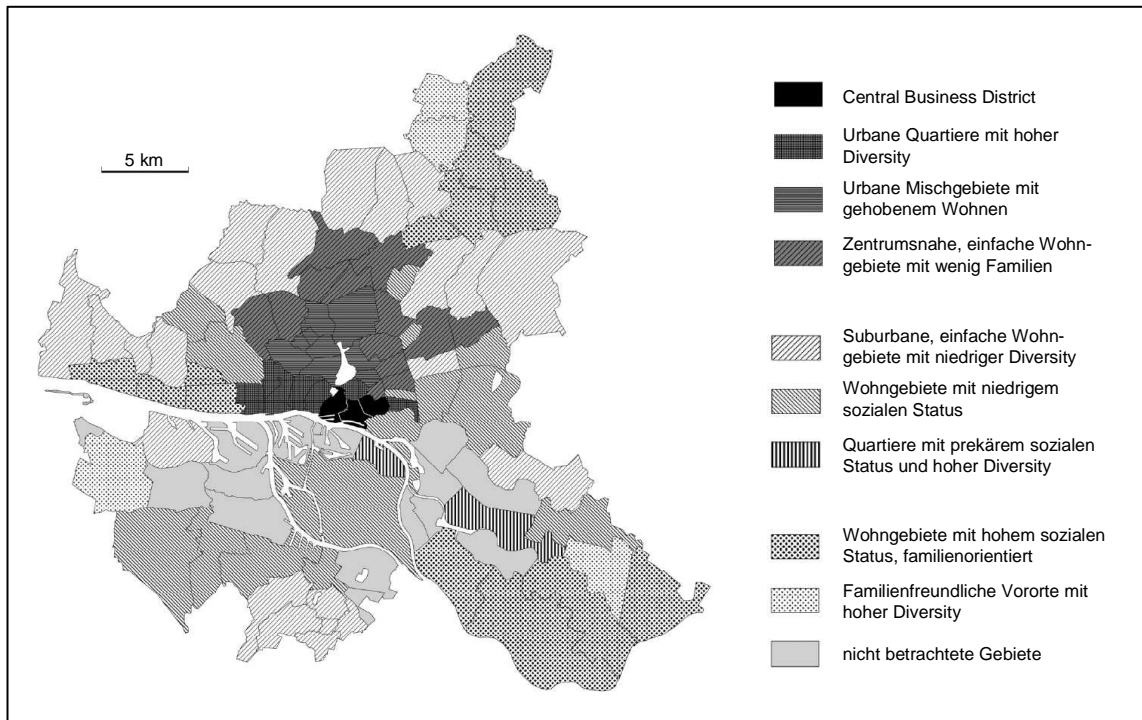 5 km
Central Business District
Urbane Quartiere mit hoher
Diversity
Urbane Mischgebiete mit
gehobenem Wohnen
Zentrumsnahe, einfache Wohn-
gebiete mit wenig Familien
Suburbane, einfache Wohn-
gebiete mit niedriger Diversity
Wohngebiete mit niedrigem
sozialen Status
Quartiere mit prekärem sozialen
Status und hoher Diversity
Wohngebiete mit hohem sozialen
Status, familienorientiert
Familienfreundliche Vororte mit
hoher Diversity
nicht betrachtete Gebiete